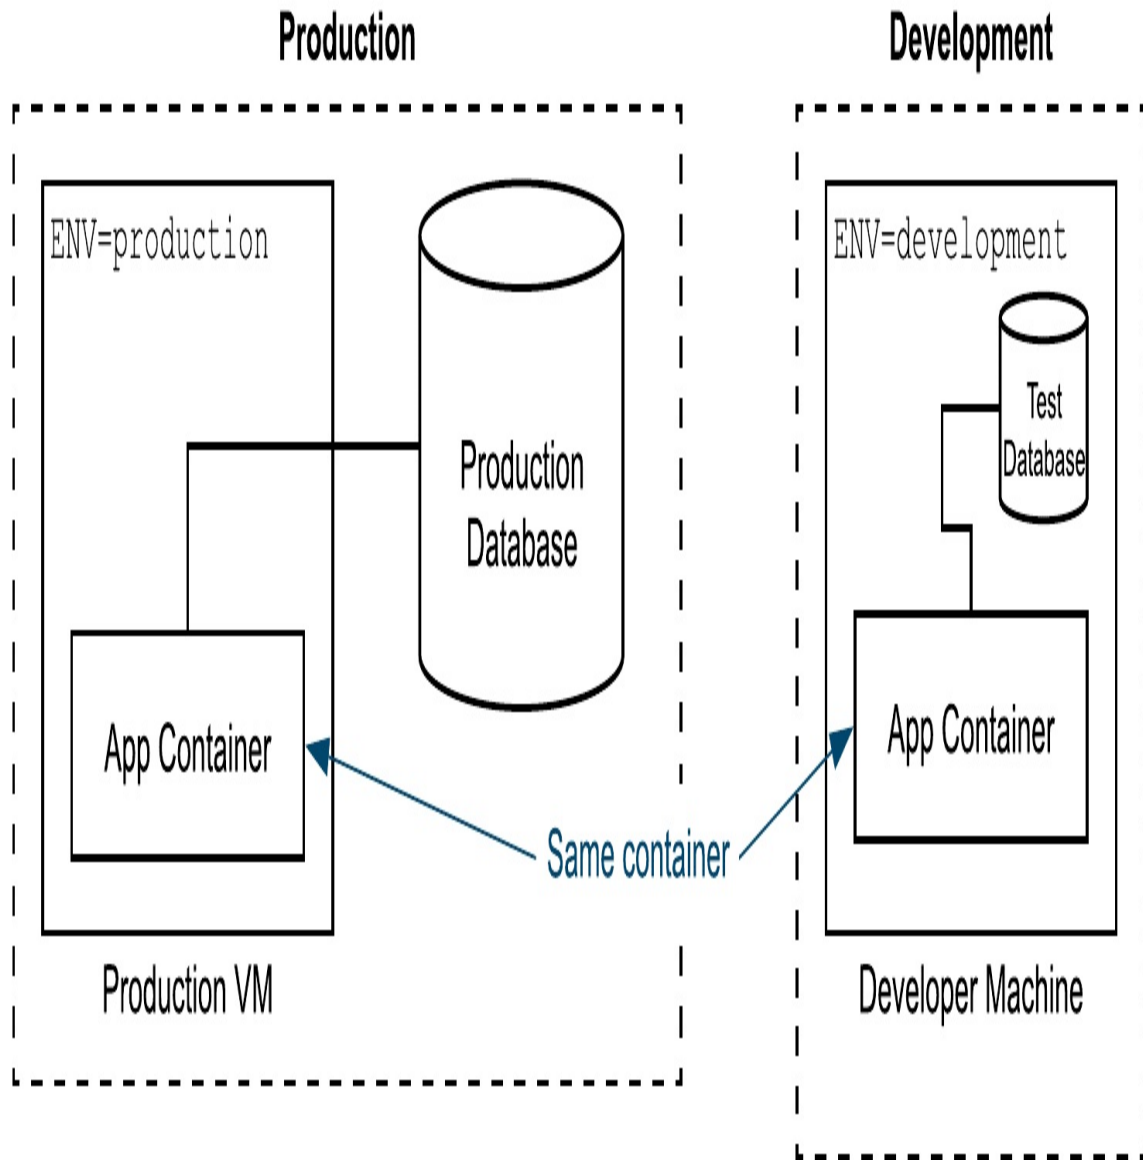 Production
Development
ENV=production
ENV=development
Test
Database
Production
Database
App Container
App Container
Same container
Production VM
Developer Machine